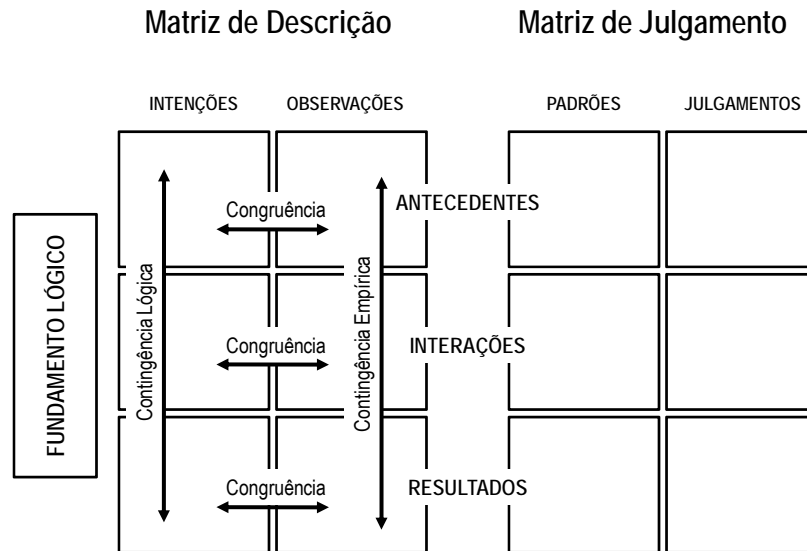 Matriz de Descrição
Matriz de Julgamento
INTENÇÕES
OBSERVAÇÕES
PADRÕES
JULGAMENTOS
FUNDAMENTO LÓGICO
Contingência Lógica
Congruência
Contingência Empírica
ANTECEDENTES
Congruência
INTERAÇÕES
Congruência
RESULTADOS